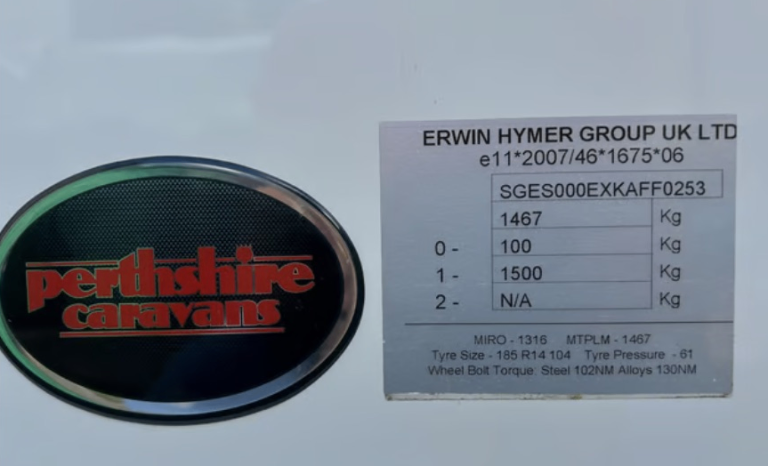 perthshire
caravans
ERWIN HYMER GROUP UK LTD
e11*2007/46*1675*06
SGES000EXKAFF0253
1467 Kg
0 - 100 Kg
1 - 1500 Kg
2 - N/A Kg
MIRO - 1316 MTPLM - 1467
Tyre Size - 185 R14 104 Tyre Pressure - 61
Wheel Bolt Torque: Steel 102NM Alloys 130NM